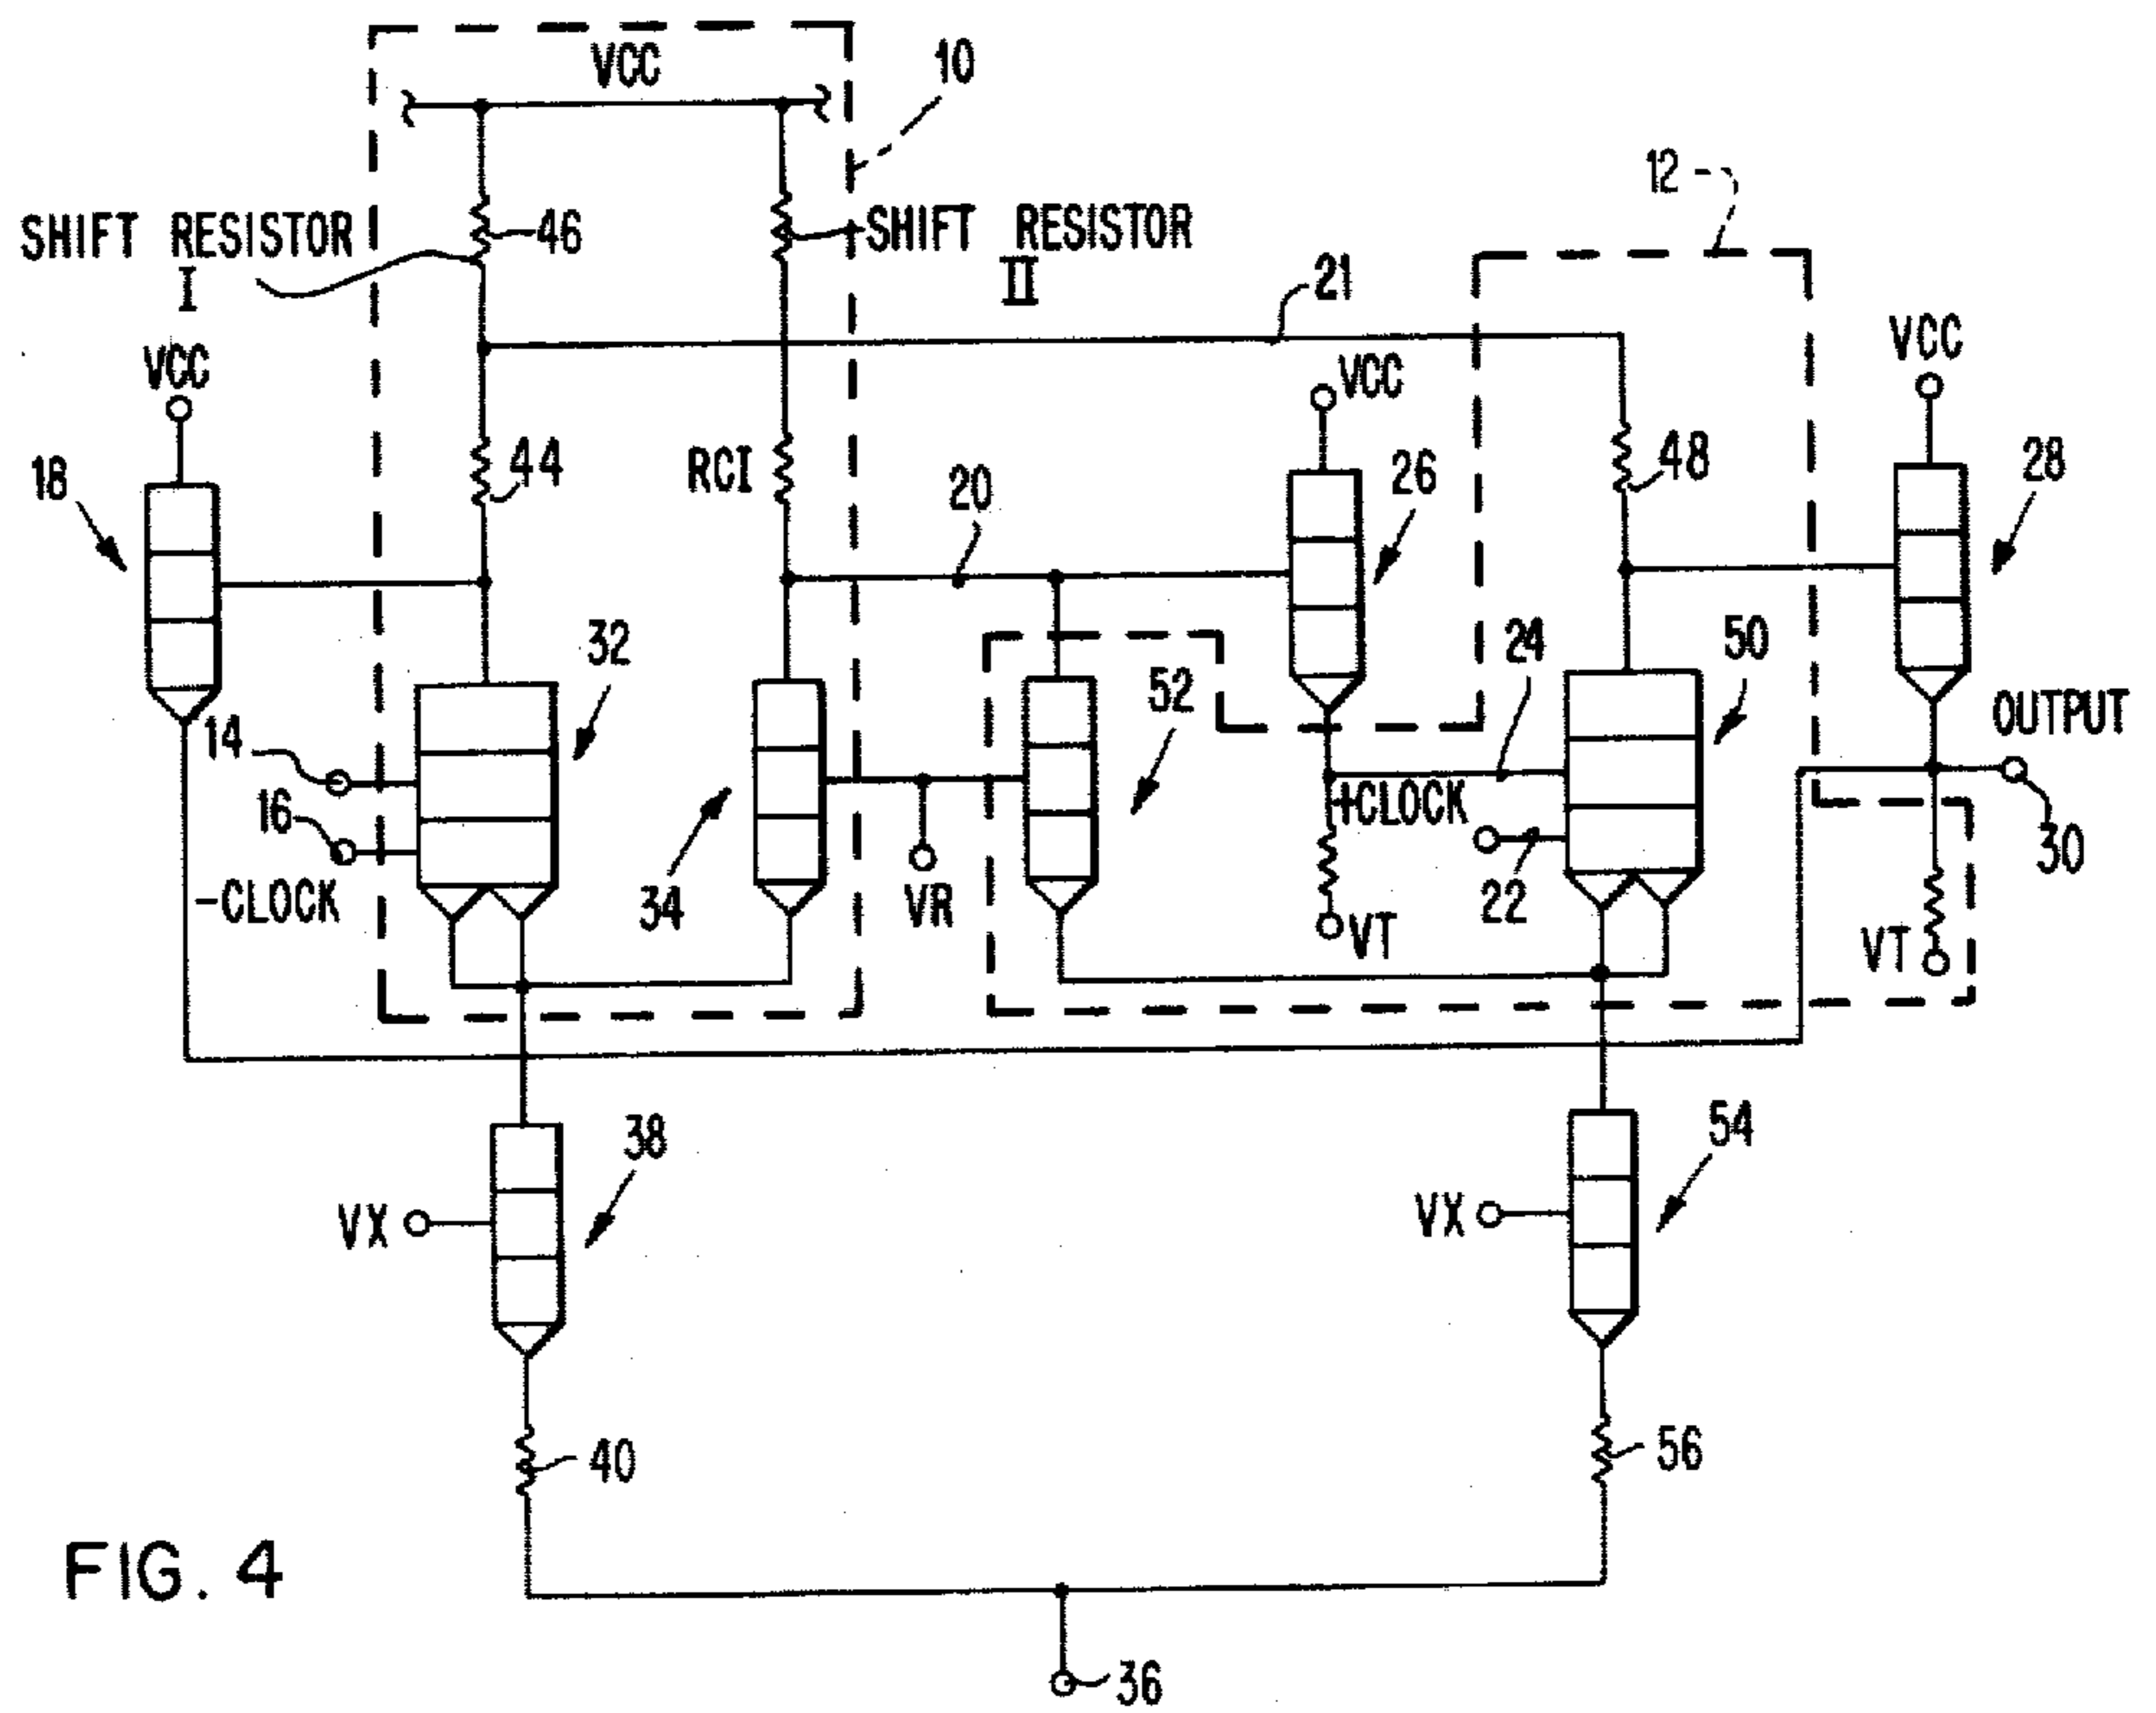 VCC
10
12
SHIFT RESISTOR
I
46
SHIFT RESISTOR
II
21
VCC
VCC
VCC
18
44
RCI
20
26
48
28
32
52
24
50
OUTPUT
14
16
-CLOCK
34
VR
+CLOCK
22
VT
VT
30
38
54
VX
VX
40
56
FIG. 4
36